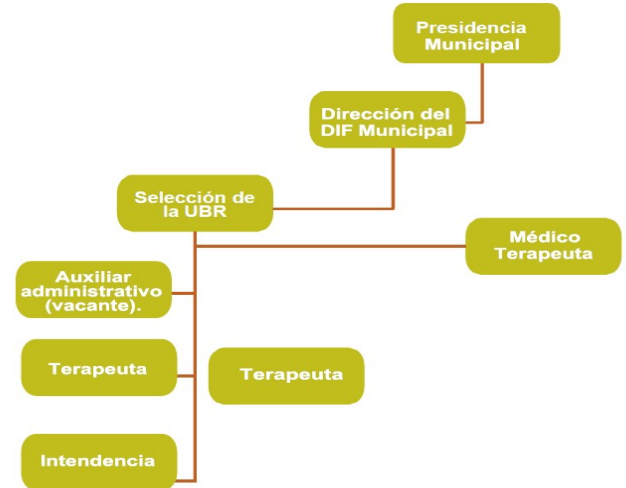 Presidencia
Municipal
Dirección del
DIF Municipal
Selección de
la UBR
Médico
Terapeuta
Auxiliar
administrativo
(vacante).
Terapeuta
Terapeuta
Intendencia